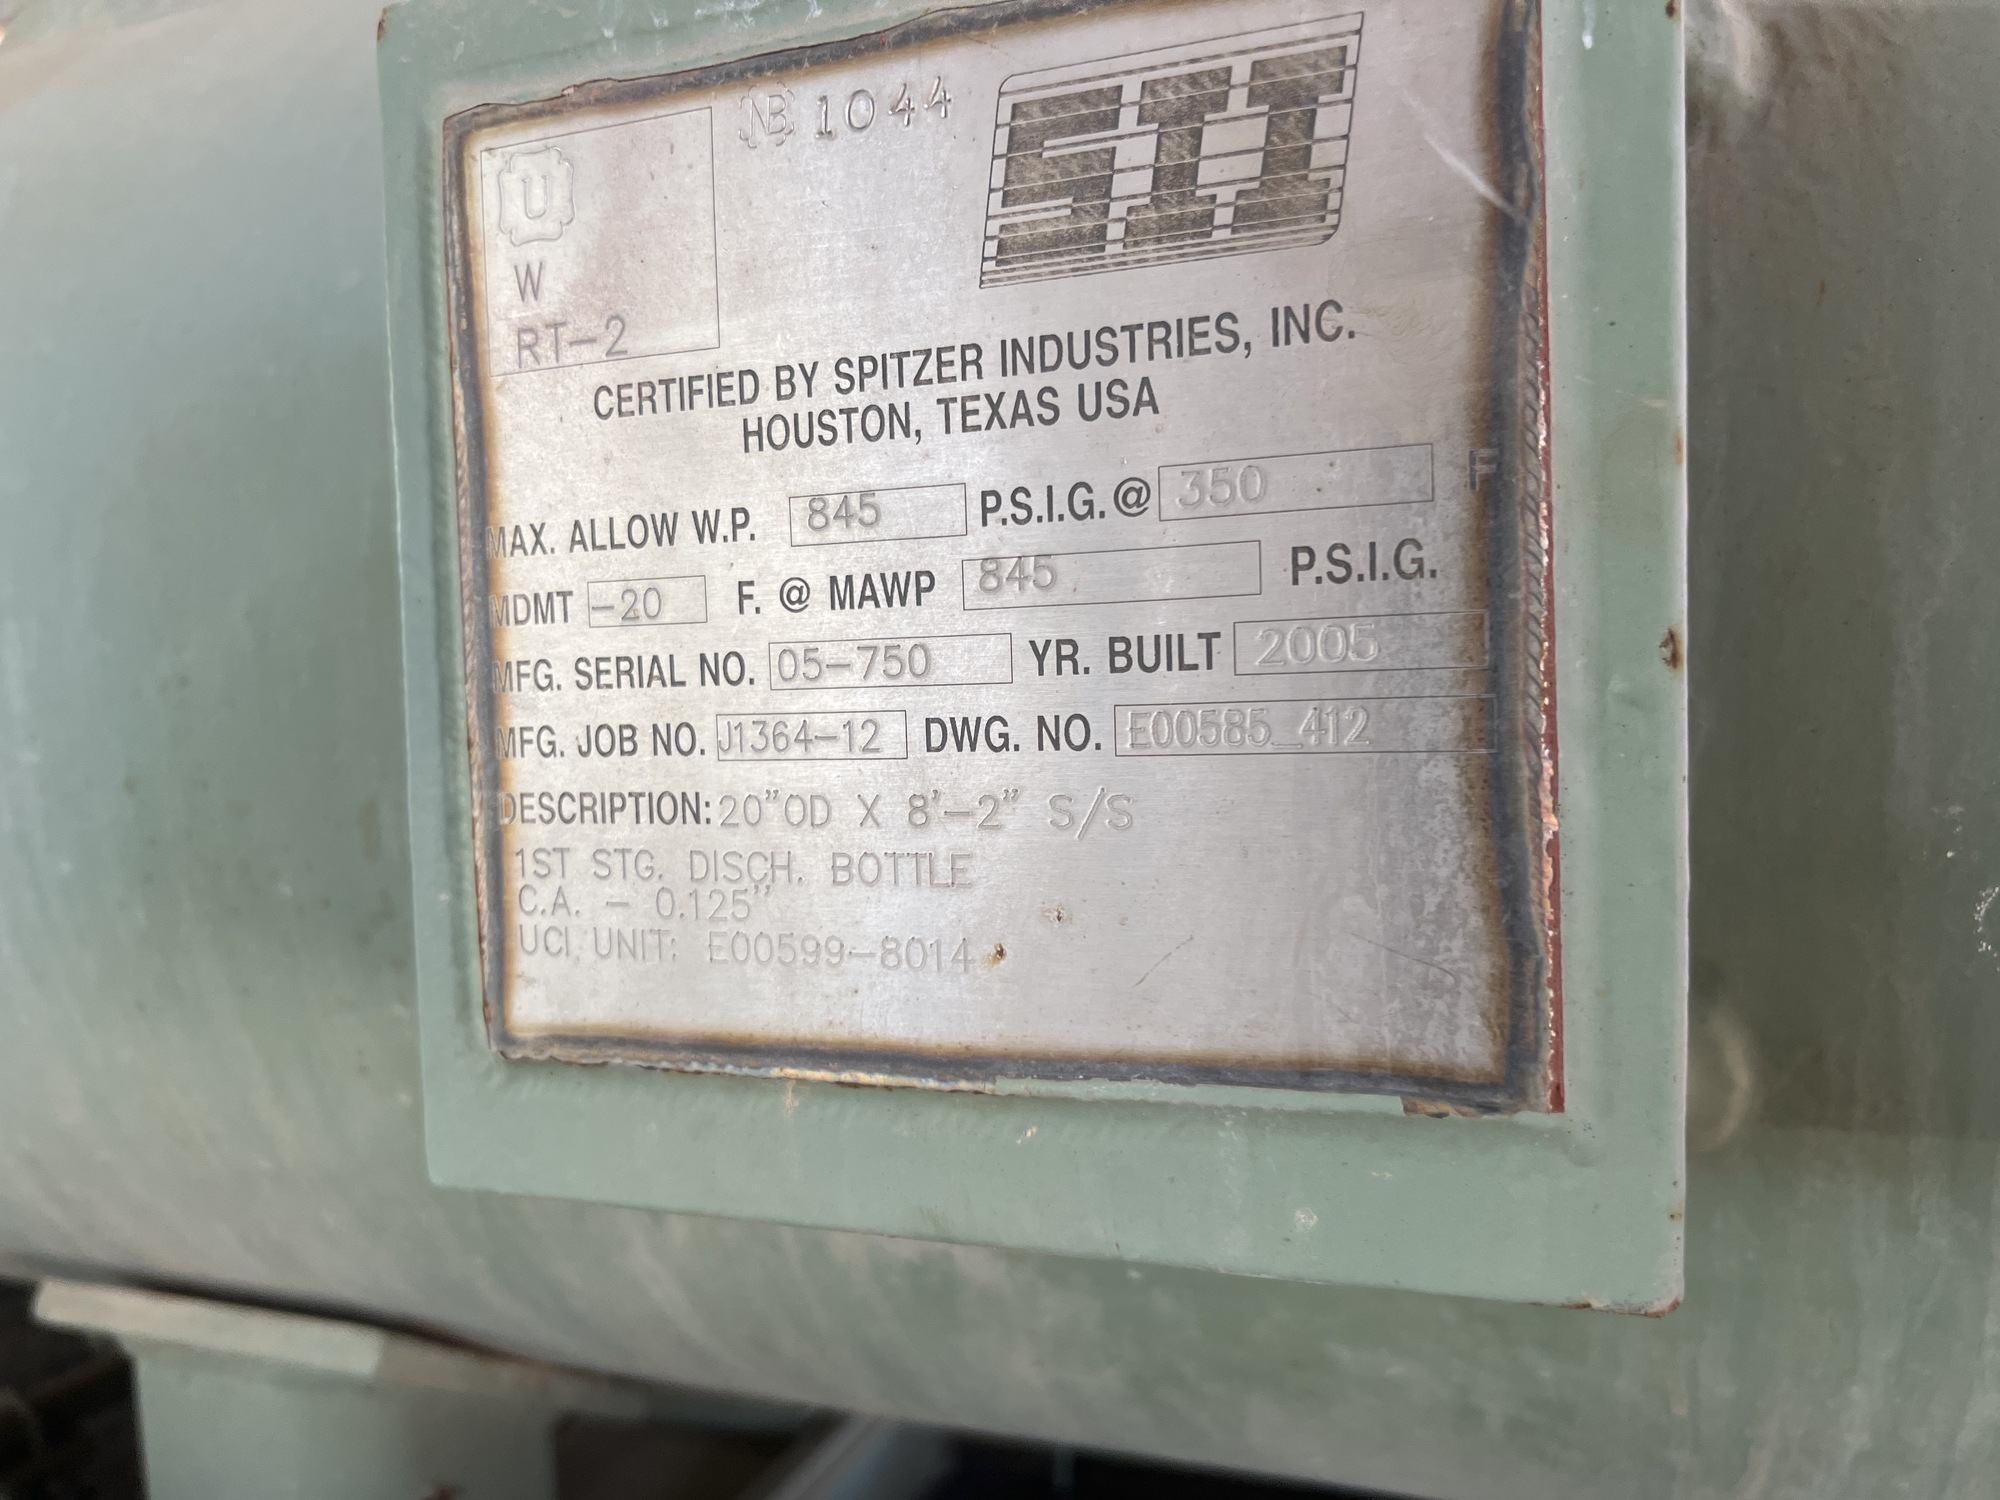 NB 1044
STI
U
W
RT-2
CERTIFIED BY SPITZER INDUSTRIES, INC.
HOUSTON, TEXAS USA
MAX. ALLOW W.P. 845 P.S.I.G. @ 350 F
MDMT -20 F. @ MAWP 845 P.S.I.G.
MFG. SERIAL NO. 05-750 YR. BUILT 2005
MFG. JOB NO. J1364-12 DWG. NO. E00585_412
DESCRIPTION: 20"OD X 8'-2" S/S
1ST STG. DISCH. BOTTLE
C.A. - 0.125"
UCI UNIT: E00599-8014